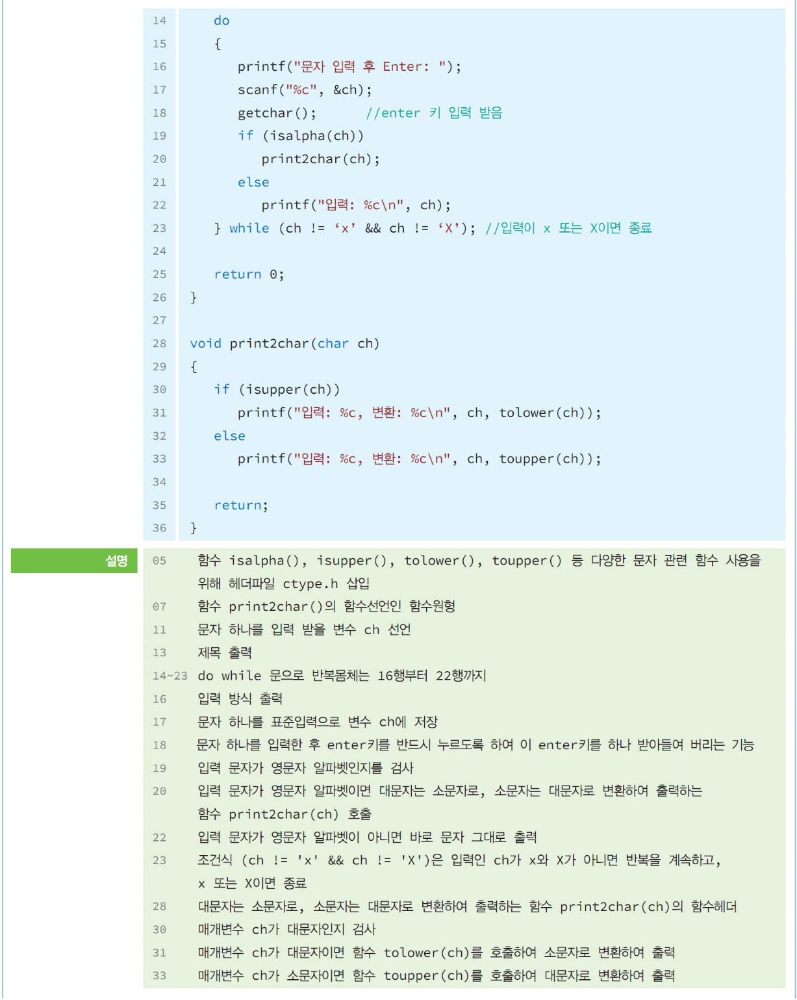 14 do
15 {
16 printf("문자 입력 후 Enter: ");
17 scanf("%c", &ch);
18 getchar(); //enter 키 입력 받음
19 if (isalpha(ch))
20 print2char(ch);
21 else
22 printf("입력: %c\n", ch);
23 } while (ch != ‘x’ && ch != ‘X’); //입력이 x 또는 X이면 종료
24
25 return 0;
26 }
27
28 void print2char(char ch)
29 {
30 if (isupper(ch))
31 printf("입력: %c, 변환: %c\n", ch, tolower(ch));
32 else
33 printf("입력: %c, 변환: %c\n", ch, toupper(ch));
34
35 return;
36 }
설명
05 함수 isalpha(), isupper(), tolower(), toupper() 등 다양한 문자 관련 함수 사용을
위해 헤더파일 ctype.h 삽입
07 함수 print2char()의 함수선언인 함수원형
11 문자 하나를 입력 받을 변수 ch 선언
13 제목 출력
14~23 do while 문으로 반복몸체는 16행부터 22행까지
16 입력 방식 출력
17 문자 하나를 표준입력으로 변수 ch에 저장
18 문자 하나를 입력한 후 enter키를 반드시 누르도록 하여 이 enter키를 하나 받아들여 버리는 기능
19 입력 문자가 영문자 알파벳인지를 검사
20 입력 문자가 영문자 알파벳이면 대문자는 소문자로, 소문자는 대문자로 변환하여 출력하는
함수 print2char(ch) 호출
22 입력 문자가 영문자 알파벳이 아니면 바로 문자 그대로 출력
23 조건식 (ch != 'x' && ch != 'X')은 입력인 ch가 x와 X가 아니면 반복을 계속하고,
x 또는 X이면 종료
28 대문자는 소문자로, 소문자는 대문자로 변환하여 출력하는 함수 print2char(ch)의 함수헤더
30 매개변수 ch가 대문자인지 검사
31 매개변수 ch가 대문자이면 함수 tolower(ch)를 호출하여 소문자로 변환하여 출력
33 매개변수 ch가 소문자이면 함수 toupper(ch)를 호출하여 대문자로 변환하여 출력